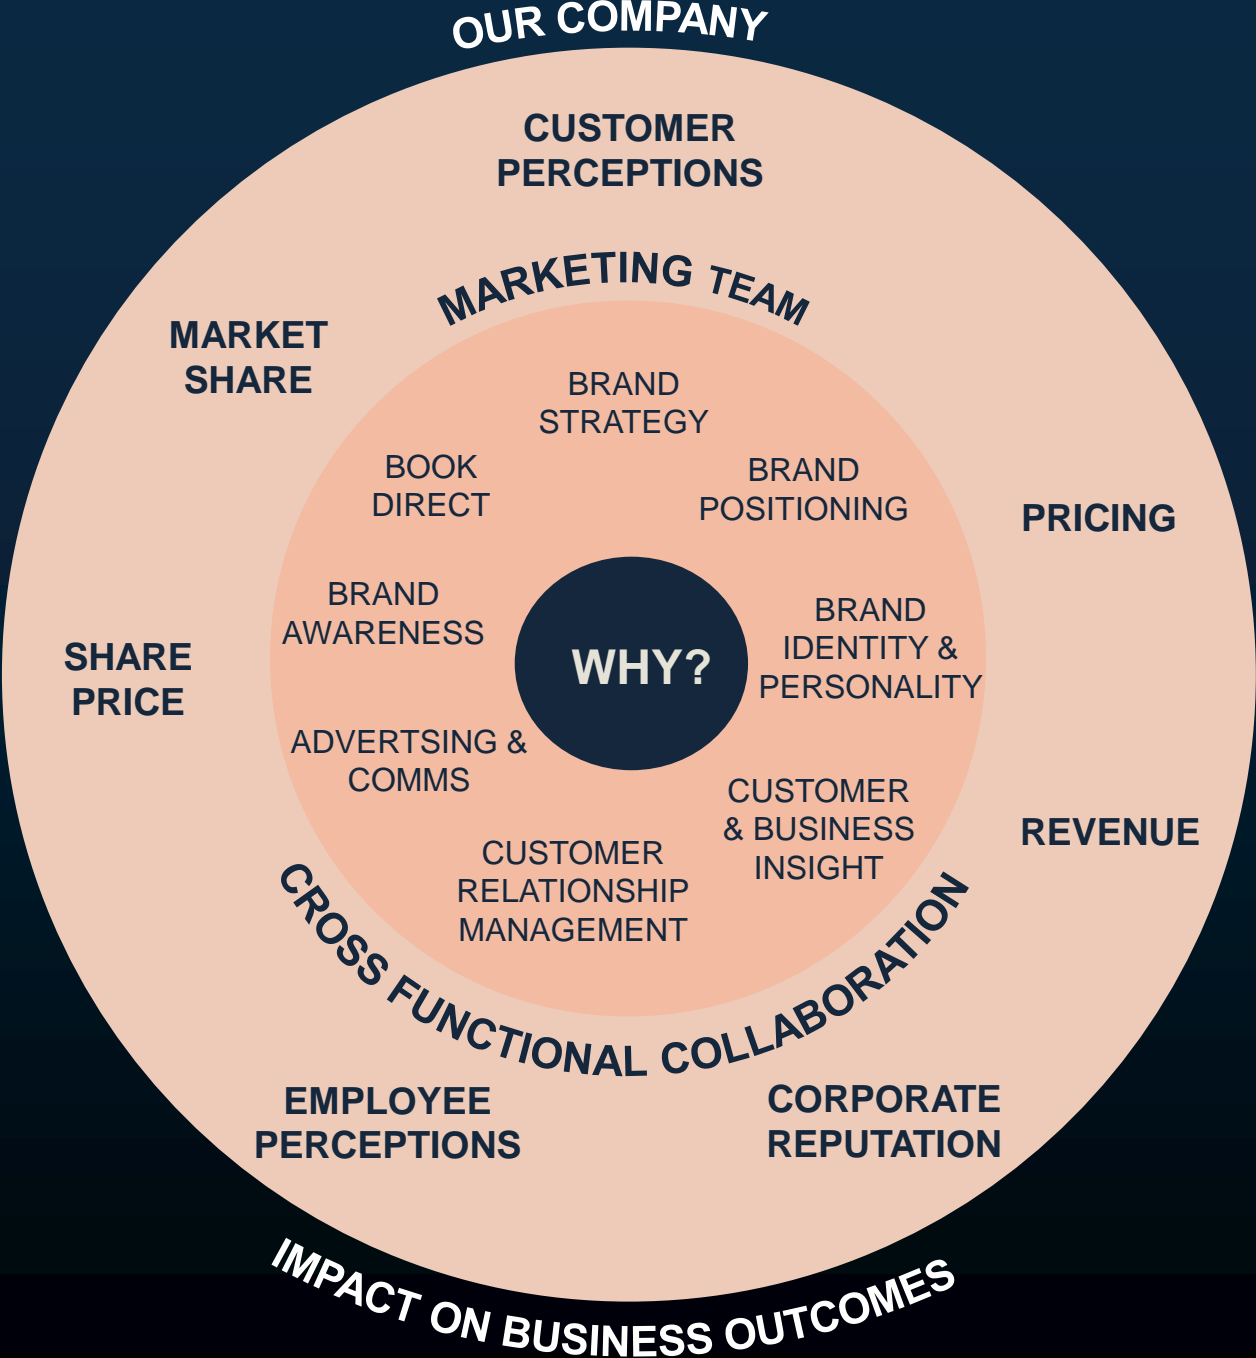 OUR COMPANY
CUSTOMER
PERCEPTIONS
MARKETING TEAM
MARKET
SHARE
BRAND
STRATEGY
BOOK
DIRECT
BRAND
POSITIONING
PRICING
BRAND
AWARENESS
WHY?
BRAND
IDENTITY &
PERSONALITY
SHARE
PRICE
ADVERTSING &
COMMS
CUSTOMER
& BUSINESS
INSIGHT
REVENUE
CUSTOMER
RELATIONSHIP
MANAGEMENT
CROSS FUNCTIONAL COLLABORATION
EMPLOYEE
PERCEPTIONS
CORPORATE
REPUTATION
IMPACT ON BUSINESS OUTCOMES